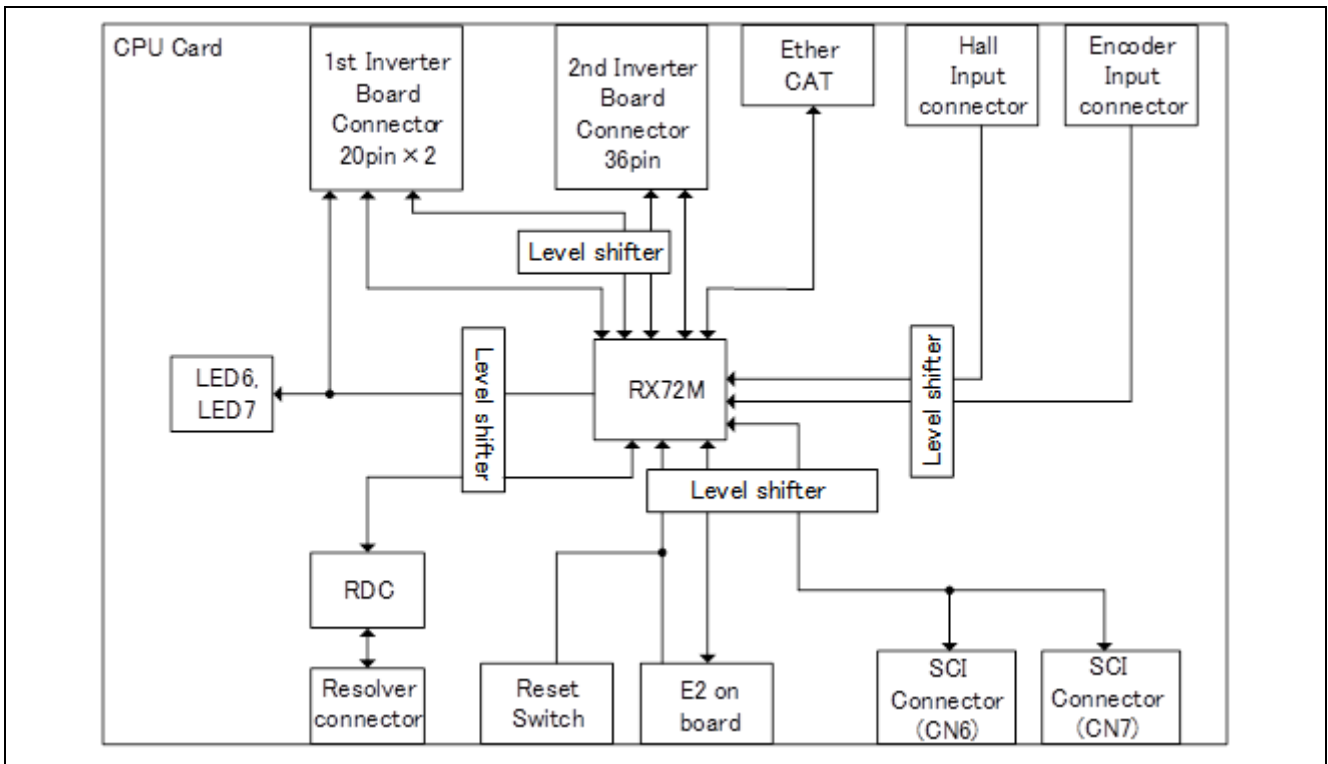 CPU Card
1st Inverter
Board
Connector
20pin × 2
2nd Inverter
Board
Connector
36pin
Ether
CAT
Hall
Input
connector
Encoder
Input
connector
Level shifter
LED6,
LED7
Level shifter
RX72M
Level shifter
Level shifter
RDC
Resolver
connector
Reset
Switch
E2 on
board
SCI
Connector
(CN6)
SCI
Connector
(CN7)